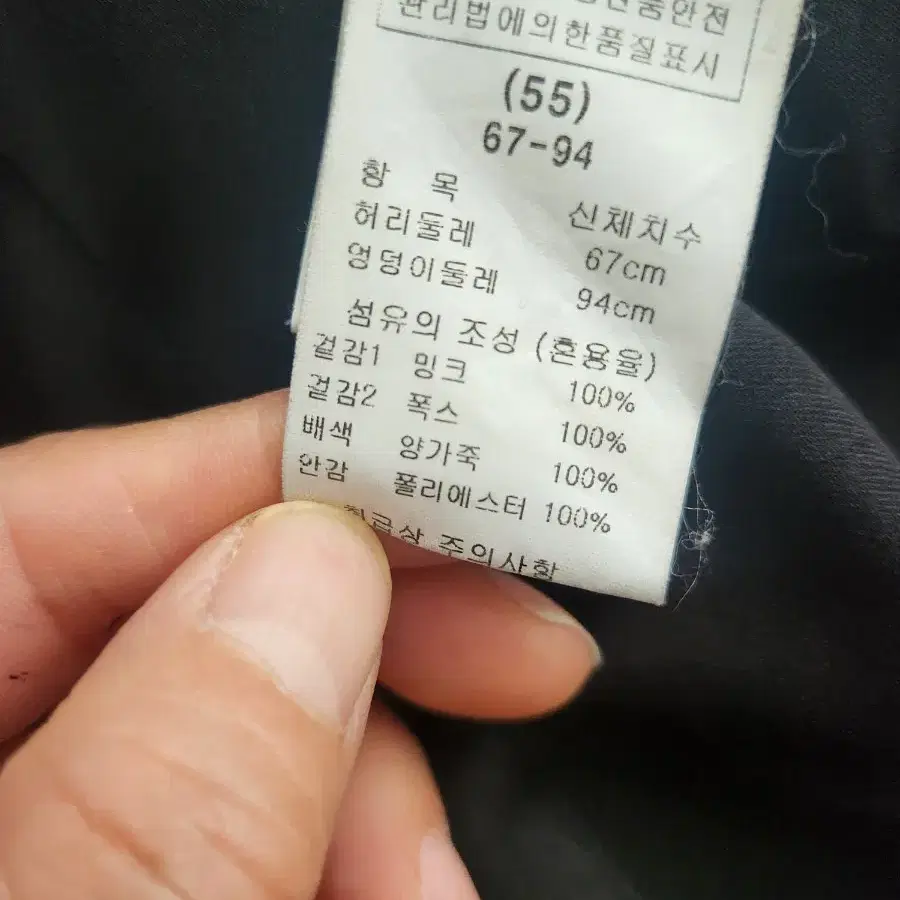 관리법에의한품질표시
(55)
67-94
항 목 신체치수
허리둘레 67cm
엉덩이둘레 94cm
섬유의 조성 (혼용율)
겉감1 밍크 100%
겉감2 폭스 100%
배색 양가죽 100%
안감 폴리에스터 100%
취급상 주의사항